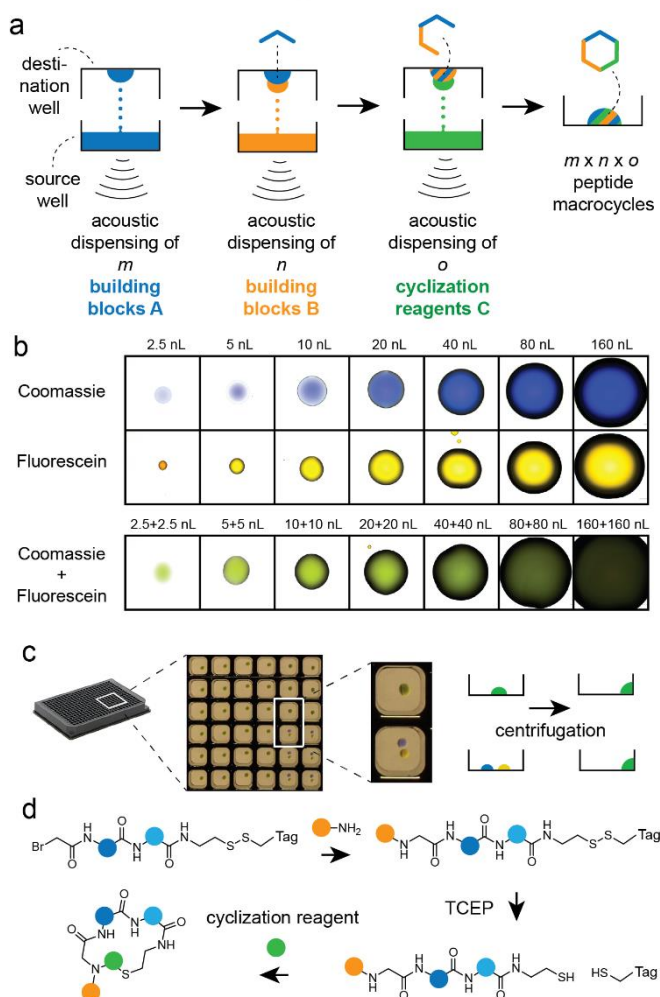 a
desti-
nation
well
source
well
acoustic
dispensing of
m
building
blocks A
acoustic
dispensing of
n
building
blocks B
acoustic
dispensing of
o
cyclization
reagents C
m x n x o
peptide
macrocycles
b
2.5 nL 5 nL 10 nL 20 nL 40 nL 80 nL 160 nL
Coomassie
Fluorescein
2.5+2.5 nL 5+5 nL 10+10 nL 20+20 nL 40+40 nL 80+80 nL 160+160 nL
Coomassie
+
Fluorescein
c
centrifugation
d
Br O H N O N H O H N S S Tag
NH2
N H O H N O N H O H N S S Tag
TCEP
N H O H N O N H O H N SH HS Tag
cyclization reagent
O O NH HN O O NH N S